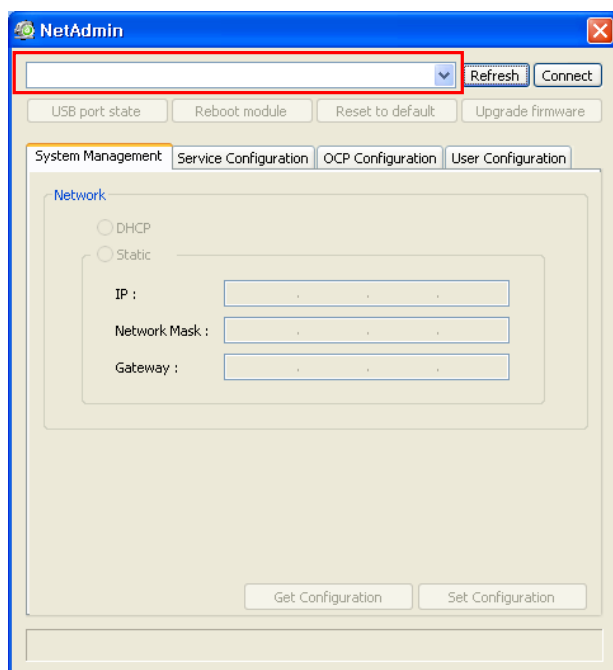 NetAdmin
Refresh Connect
USB port state Reboot module Reset to default Upgrade firmware
System Management Service Configuration OCP Configuration User Configuration
Network
DHCP
Static
IP :
Network Mask :
Gateway :
Get Configuration Set Configuration